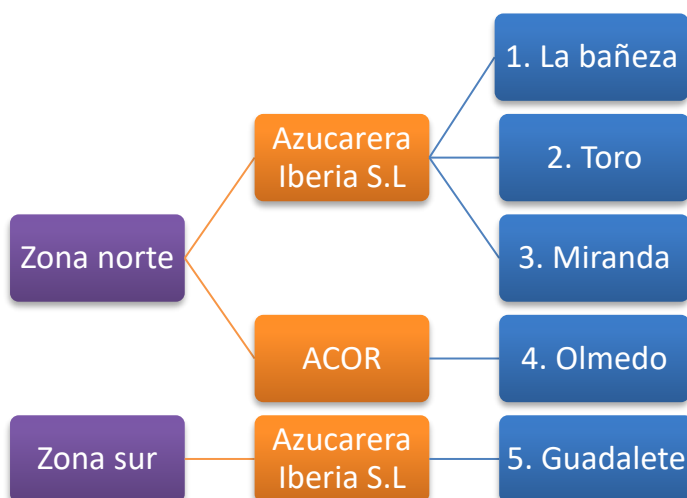 Zona norte
Azucarera
Iberia S.L
1. La bañeza
2. Toro
3. Miranda
ACOR
4. Olmedo
Zona sur
Azucarera
Iberia S.L
5. Guadalete